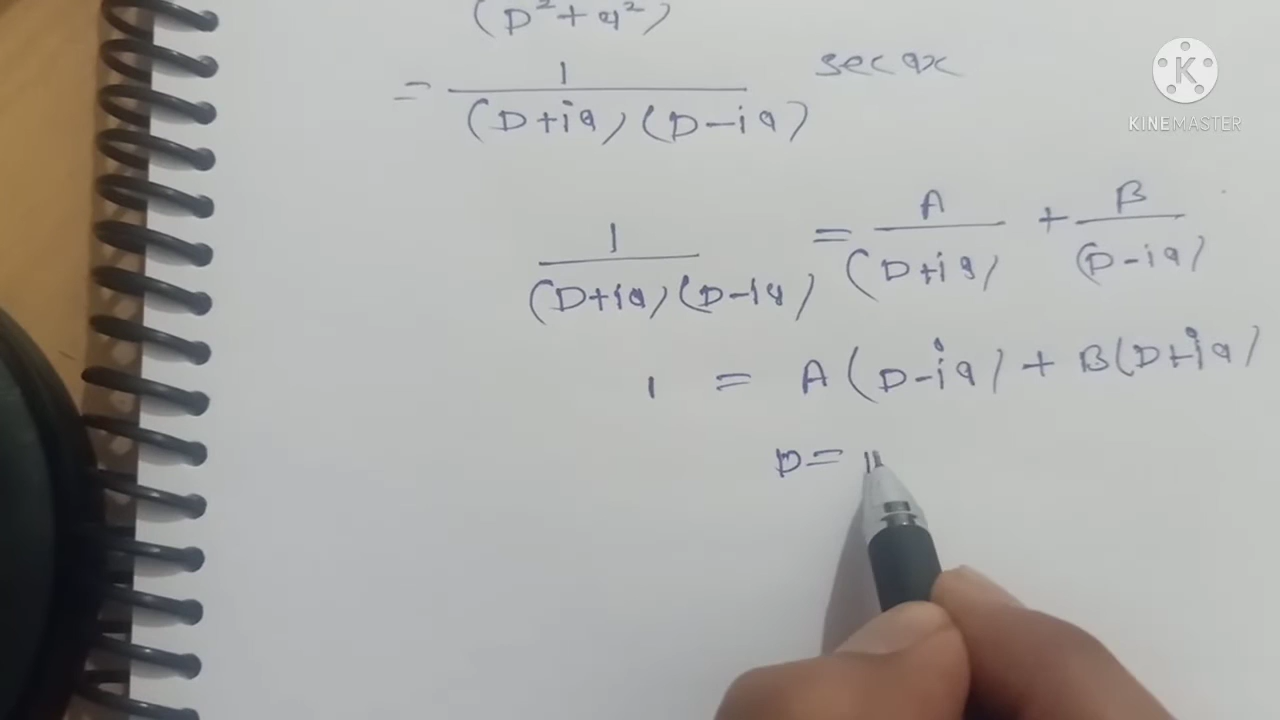 (D²+a²)
= 1 / (D+ia)(D-ia) sec ax
KINEMASTER
1 / (D+ia)(D-ia) = A / (D+ia) + B / (D-ia)
1 = A(D-ia) + B(D+ia)
D=